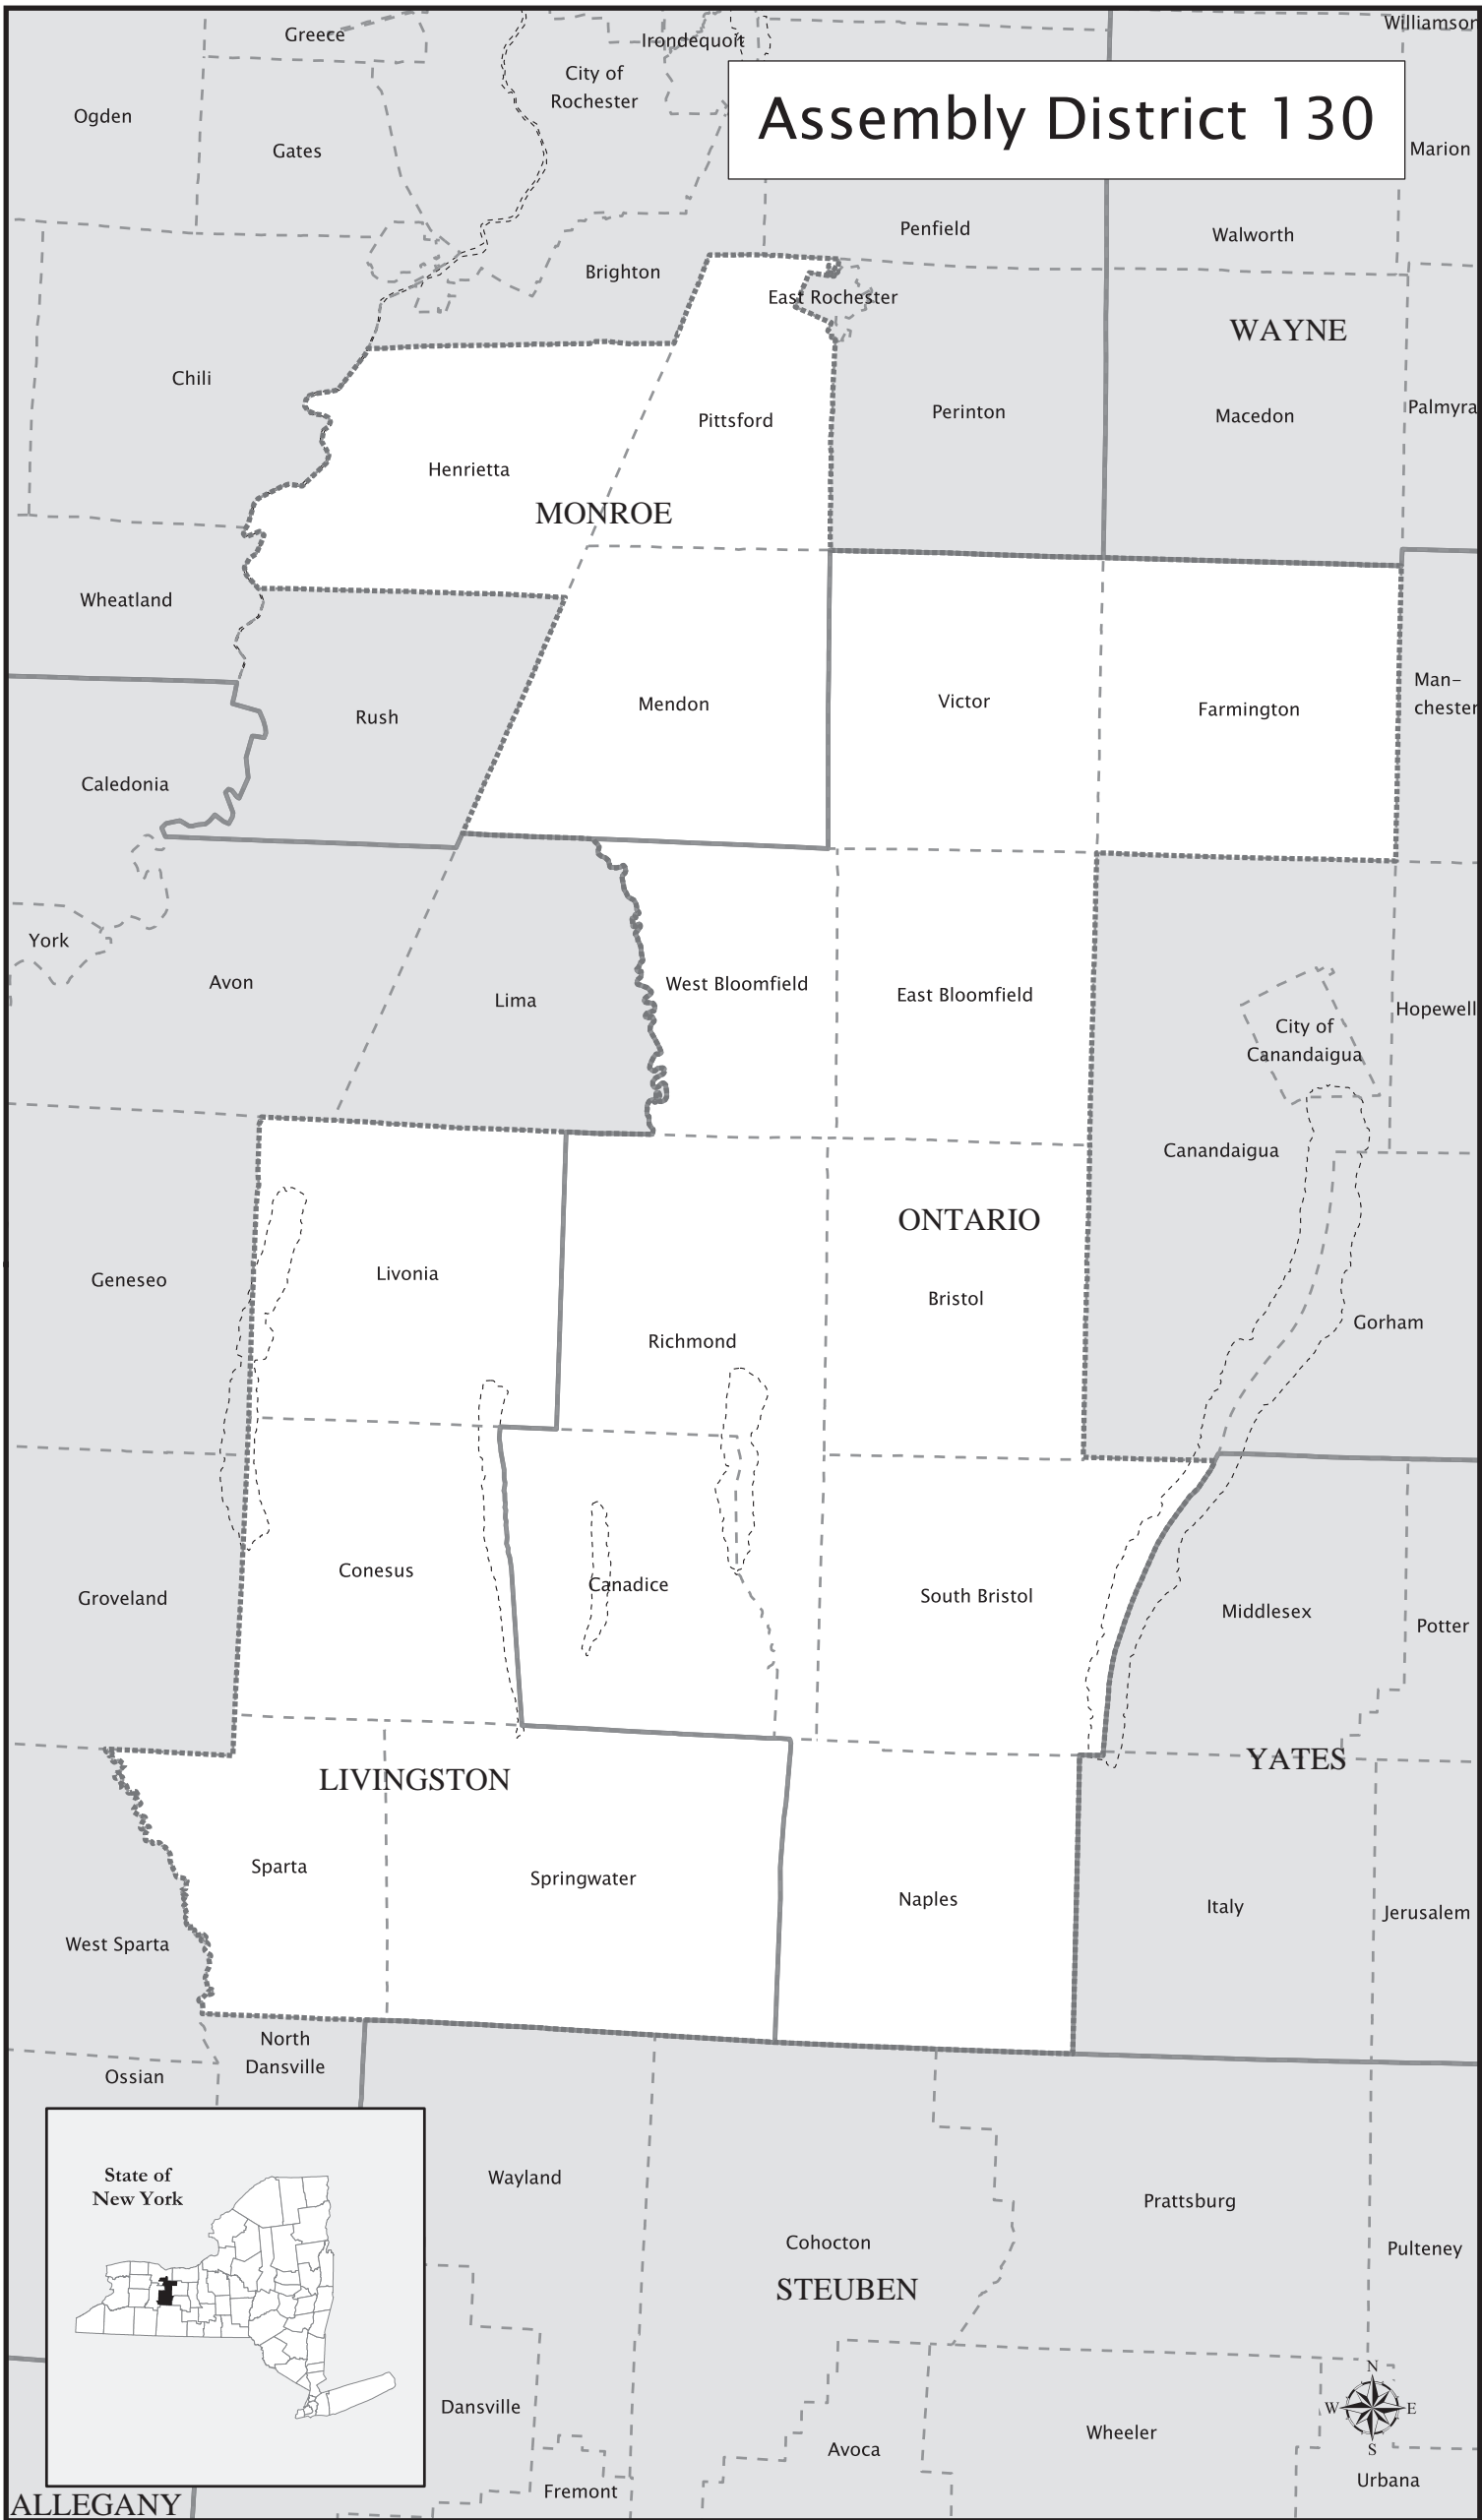 Greece
Irondequoit
Williamson
City of
Rochester
Assembly District 130
Ogden
Gates
Marion
Penfield
Walworth
Brighton
East Rochester
WAYNE
Chili
Perinton
Macedon
Palmyra
Pittsford
Henrietta
MONROE
Wheatland
Man-
chester
Rush
Mendon
Victor
Farmington
Caledonia
York
Avon
Lima
West Bloomfield
East Bloomfield
Hopewell
City of
Canandaigua
Canandaigua
ONTARIO
Geneseo
Livonia
Bristol
Gorham
Richmond
Conesus
Canadice
Groveland
South Bristol
Middlesex
Potter
LIVINGSTON
YATES
Sparta
Springwater
Naples
Italy
Jerusalem
West Sparta
North
Dansville
Ossian
State of
New York
Wayland
Prattsburg
Cohocton
Pulteney
STEUBEN
N
W
E
S
Dansville
Wheeler
Avoca
Urbana
Fremont
ALLEGANY